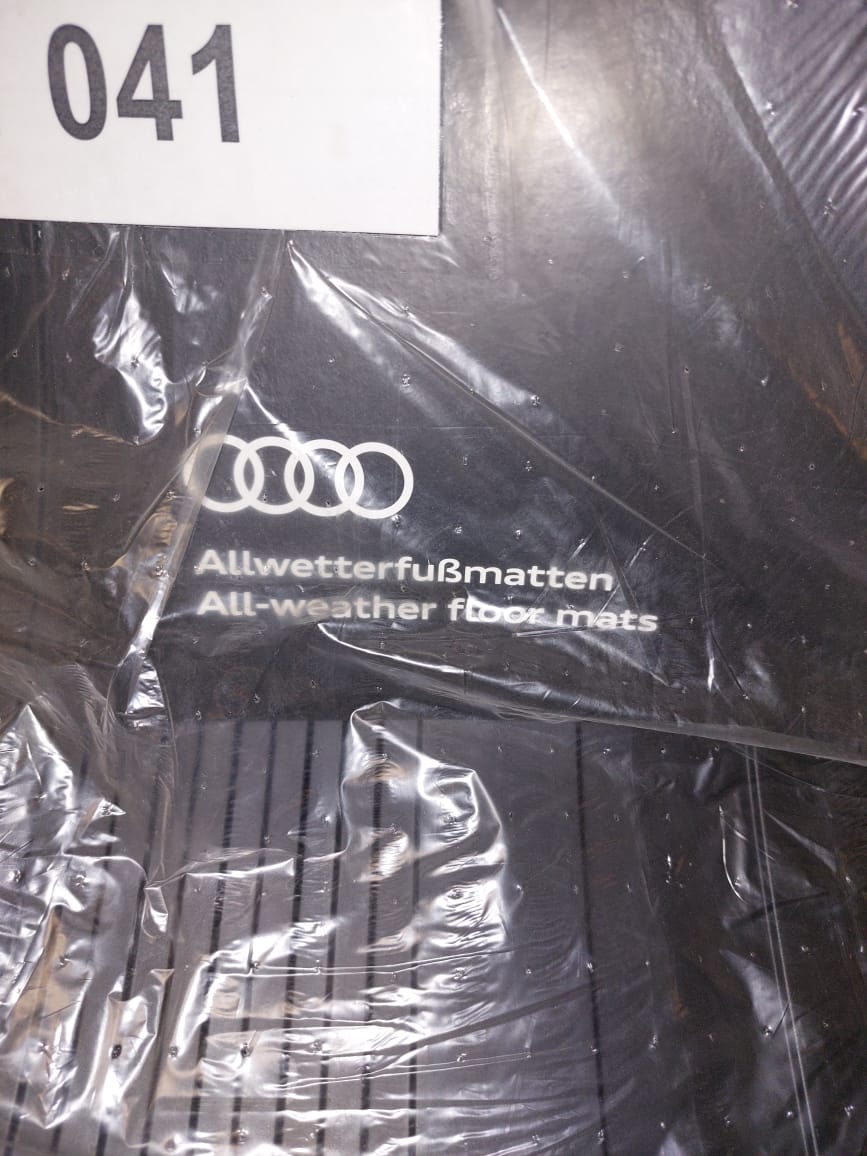 041
Allwetterfußmatten
All-weather floor mats